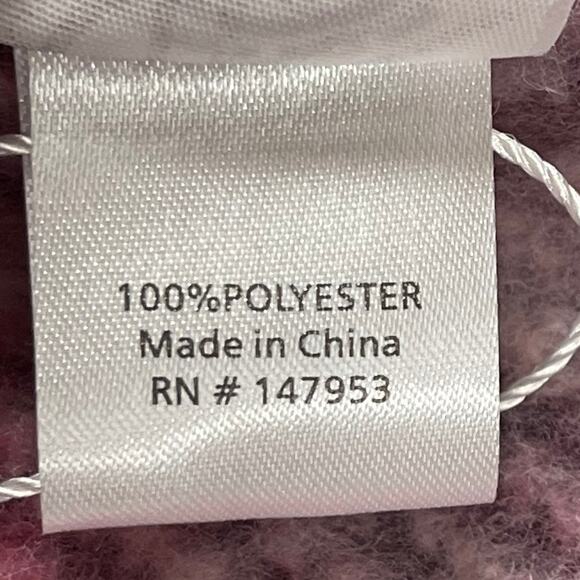 100%POLYESTER
Made in China
RN # 147953